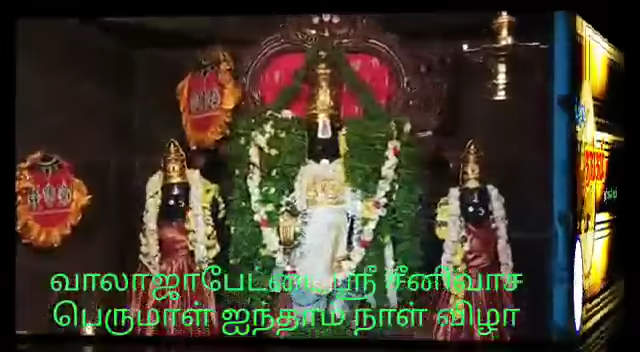 வாலாஜாபேட்டை ஸ்ரீ சீனிவாச
பெருமாள் ஐந்தாம் நாள் விழா